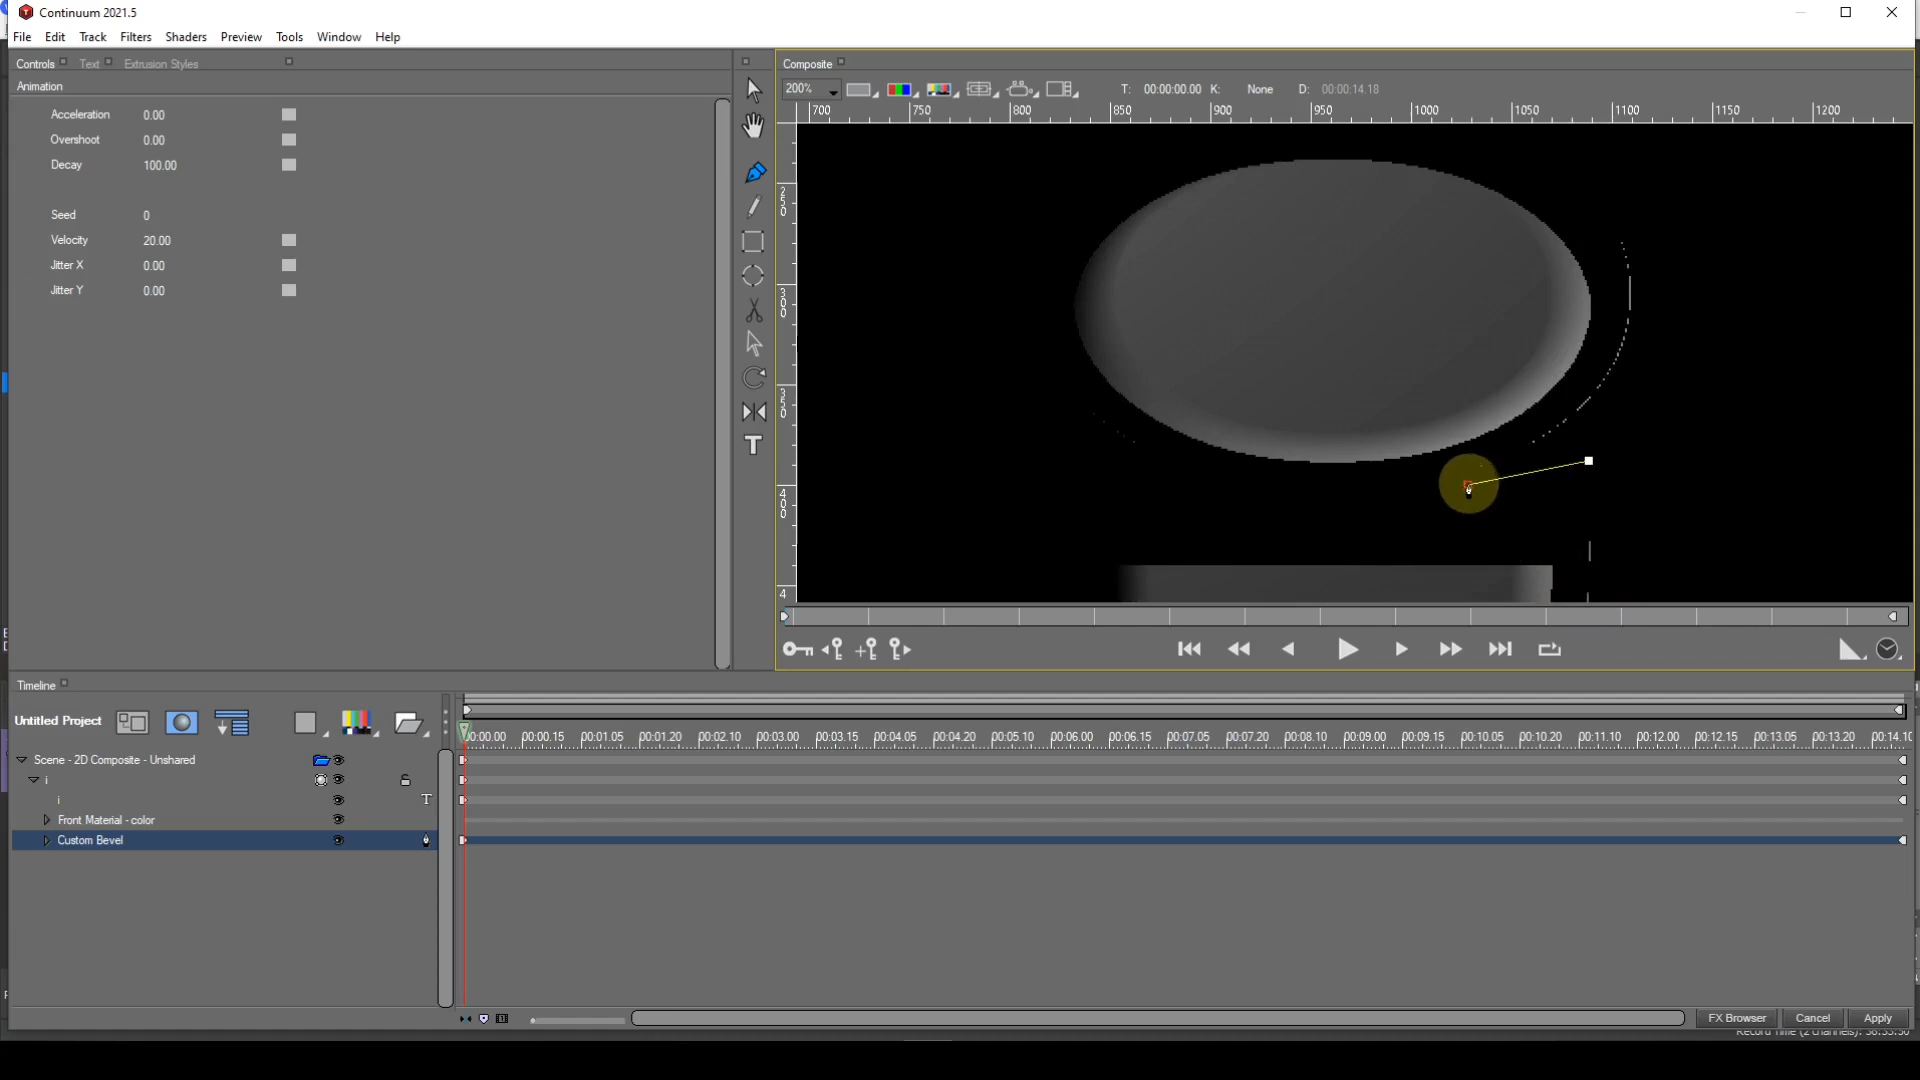 Continuum 2021.5
File Edit Track Filters Shaders Preview Tools Window Help
Controls Text Extrusion Styles
Composite
Animation
200% T: 00:00:00.00 K: None D: 00:00:14.18
700 750 800 850 900 950 1000 1050 1100 1150 1200
Acceleration 0.00
Overshoot 0.00
Decay 100.00
Seed 0
Velocity 20.00
Jitter X 0.00
Jitter Y 0.00
250
300
350
400
4
T
Timeline
Untitled Project
00:00.00 00:00.15 00:01.05 00:01.20 00:02.10 00:03.00 00:03.15 00:04.05 00:04.20 00:05.10 00:06.00 00:06.15 00:07.05 00:07.20 00:08.10 00:09.00 00:09.15 00:10.05 00:10.20 00:11.10 00:12.00 00:12.15 00:13.05 00:13.20 00:14.10
Scene - 2D Composite - Unshared
i
i T
Front Material - color
Custom Bevel
FX Browser Cancel Apply